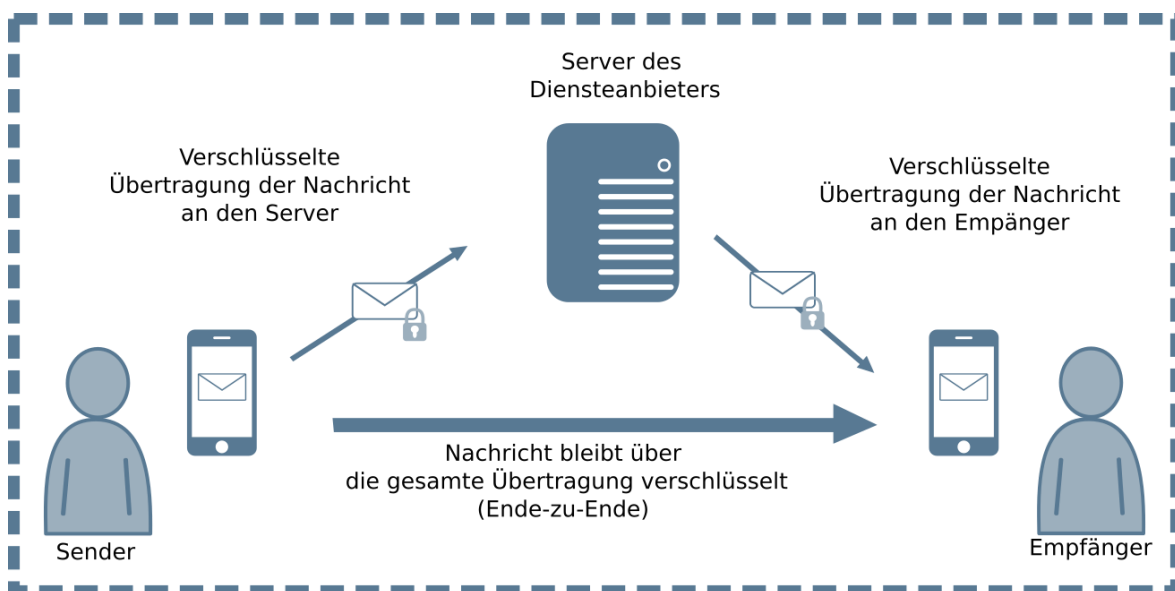 Server des
Diensteanbieters
Verschlüsselte
Übertragung der Nachricht
an den Server
Verschlüsselte
Übertragung der Nachricht
an den Empänger
Nachricht bleibt über
die gesamte Übertragung verschlüsselt
(Ende-zu-Ende)
Sender
Empfänger